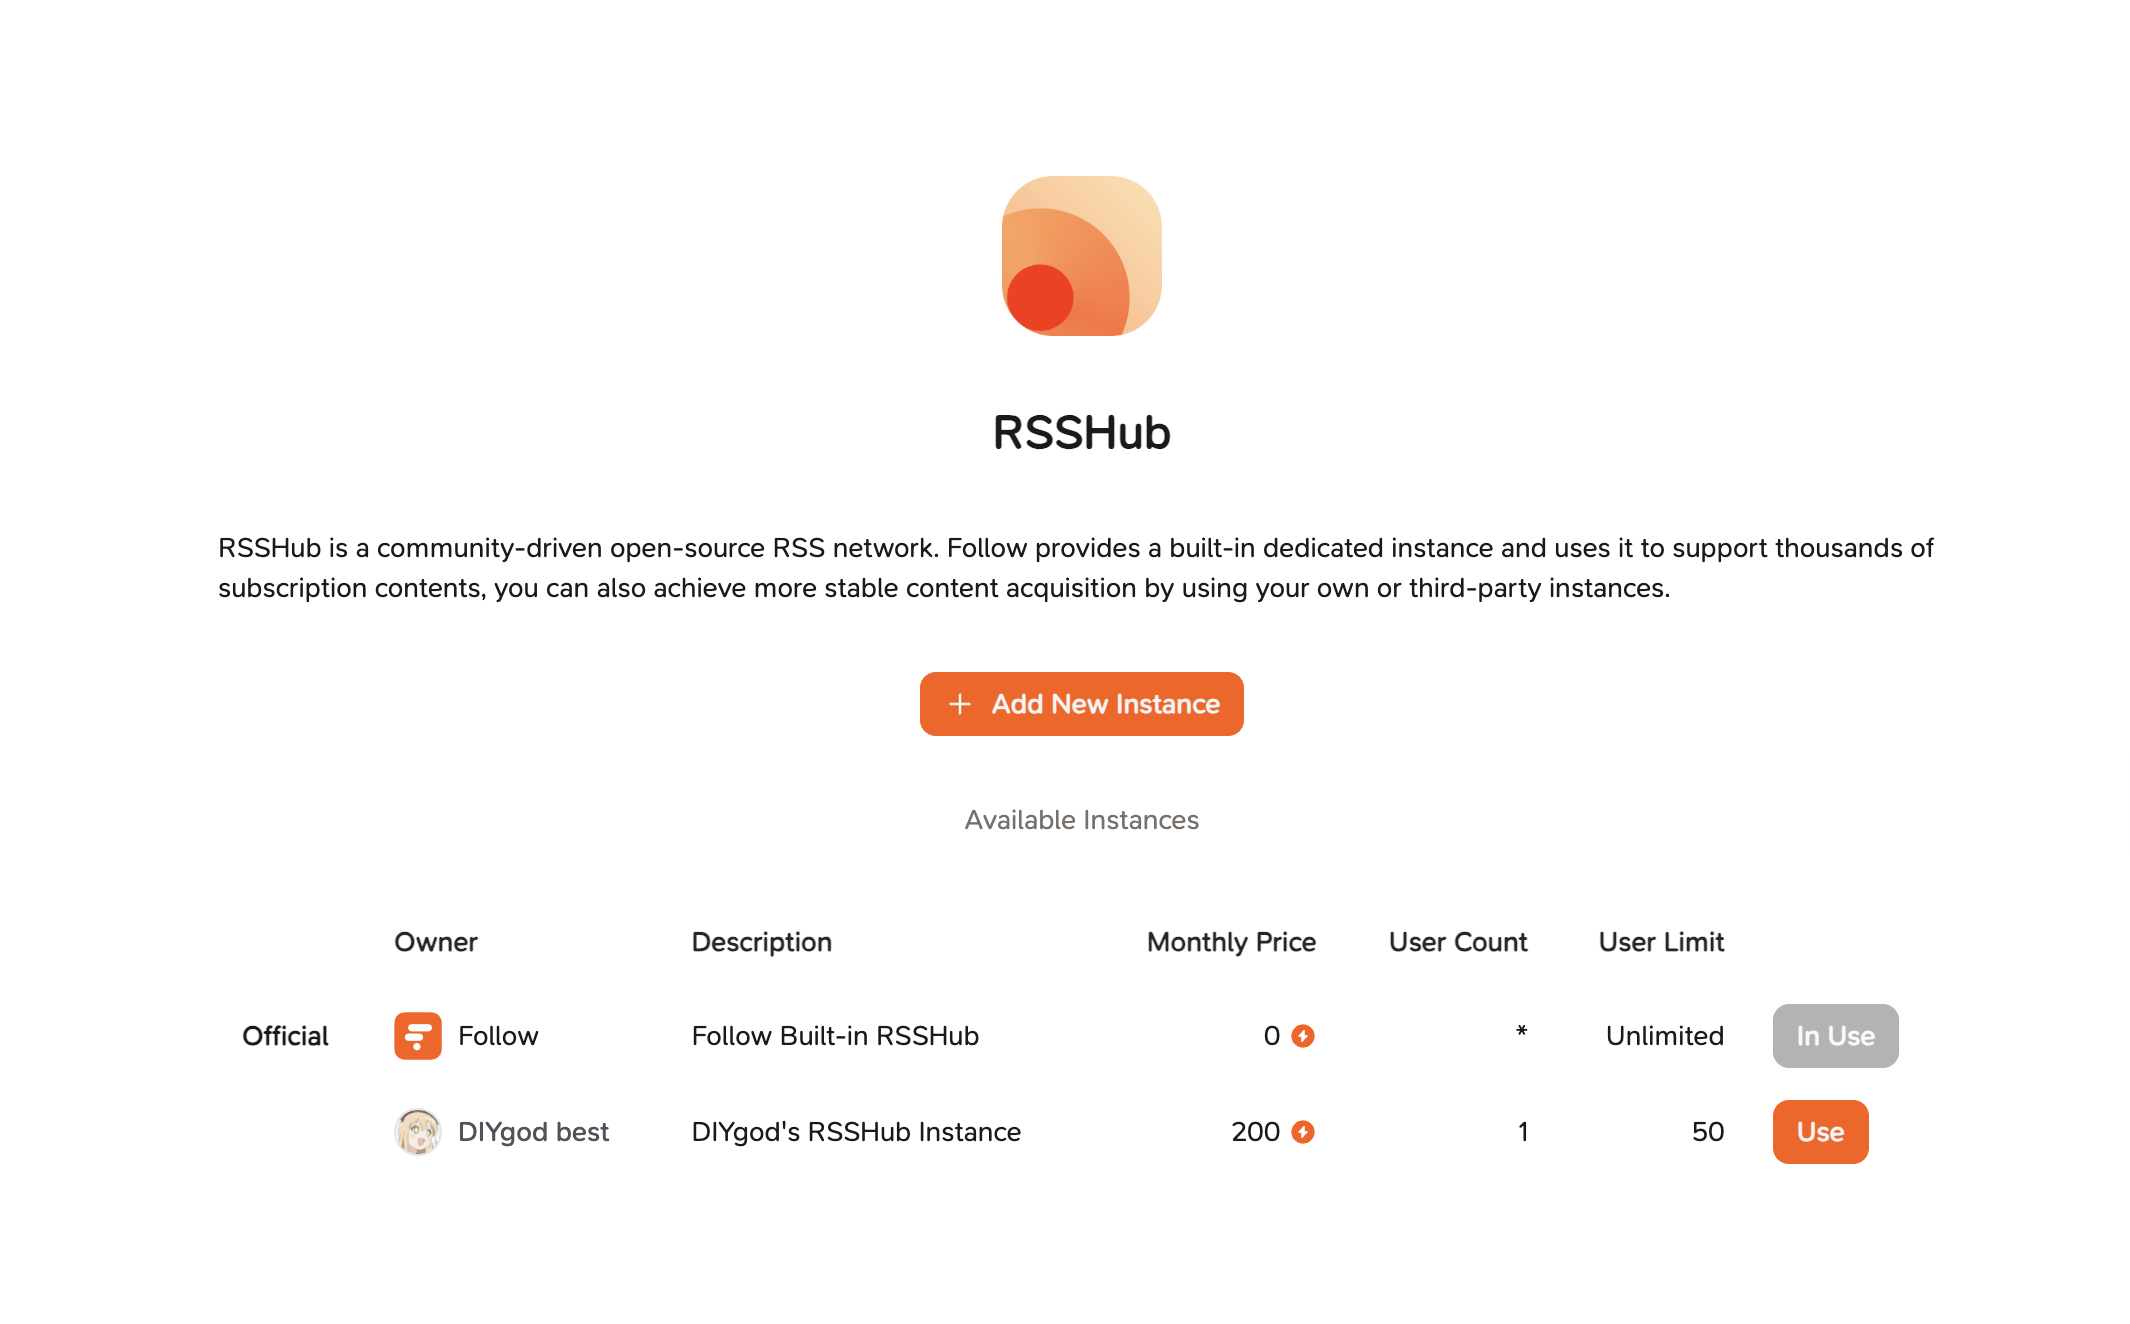 RSSHub
RSSHub is a community-driven open-source RSS network. Follow provides a built-in dedicated instance and uses it to support thousands of
subscription contents, you can also achieve more stable content acquisition by using your own or third-party instances.
Add New Instance
Available Instances
Owner Description Monthly Price User Count User Limit
Official Follow Follow Built-in RSSHub 0 * Unlimited In Use
DIYgod best DIYgod's RSSHub Instance 200 1 50 Use